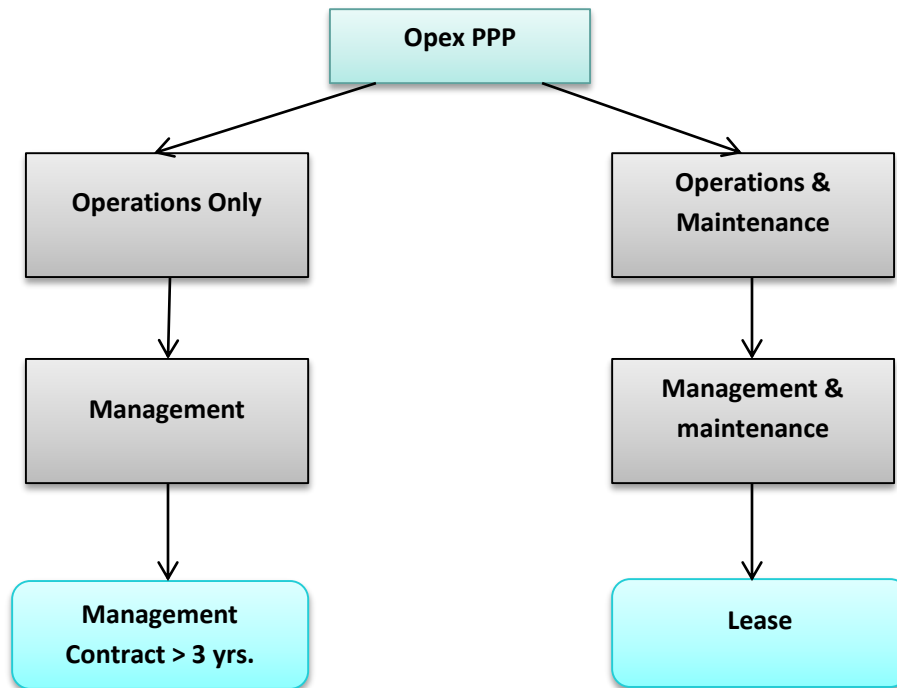 Opex PPP
Operations Only
Operations &
Maintenance
Management
Management &
maintenance
Management
Contract > 3 yrs.
Lease